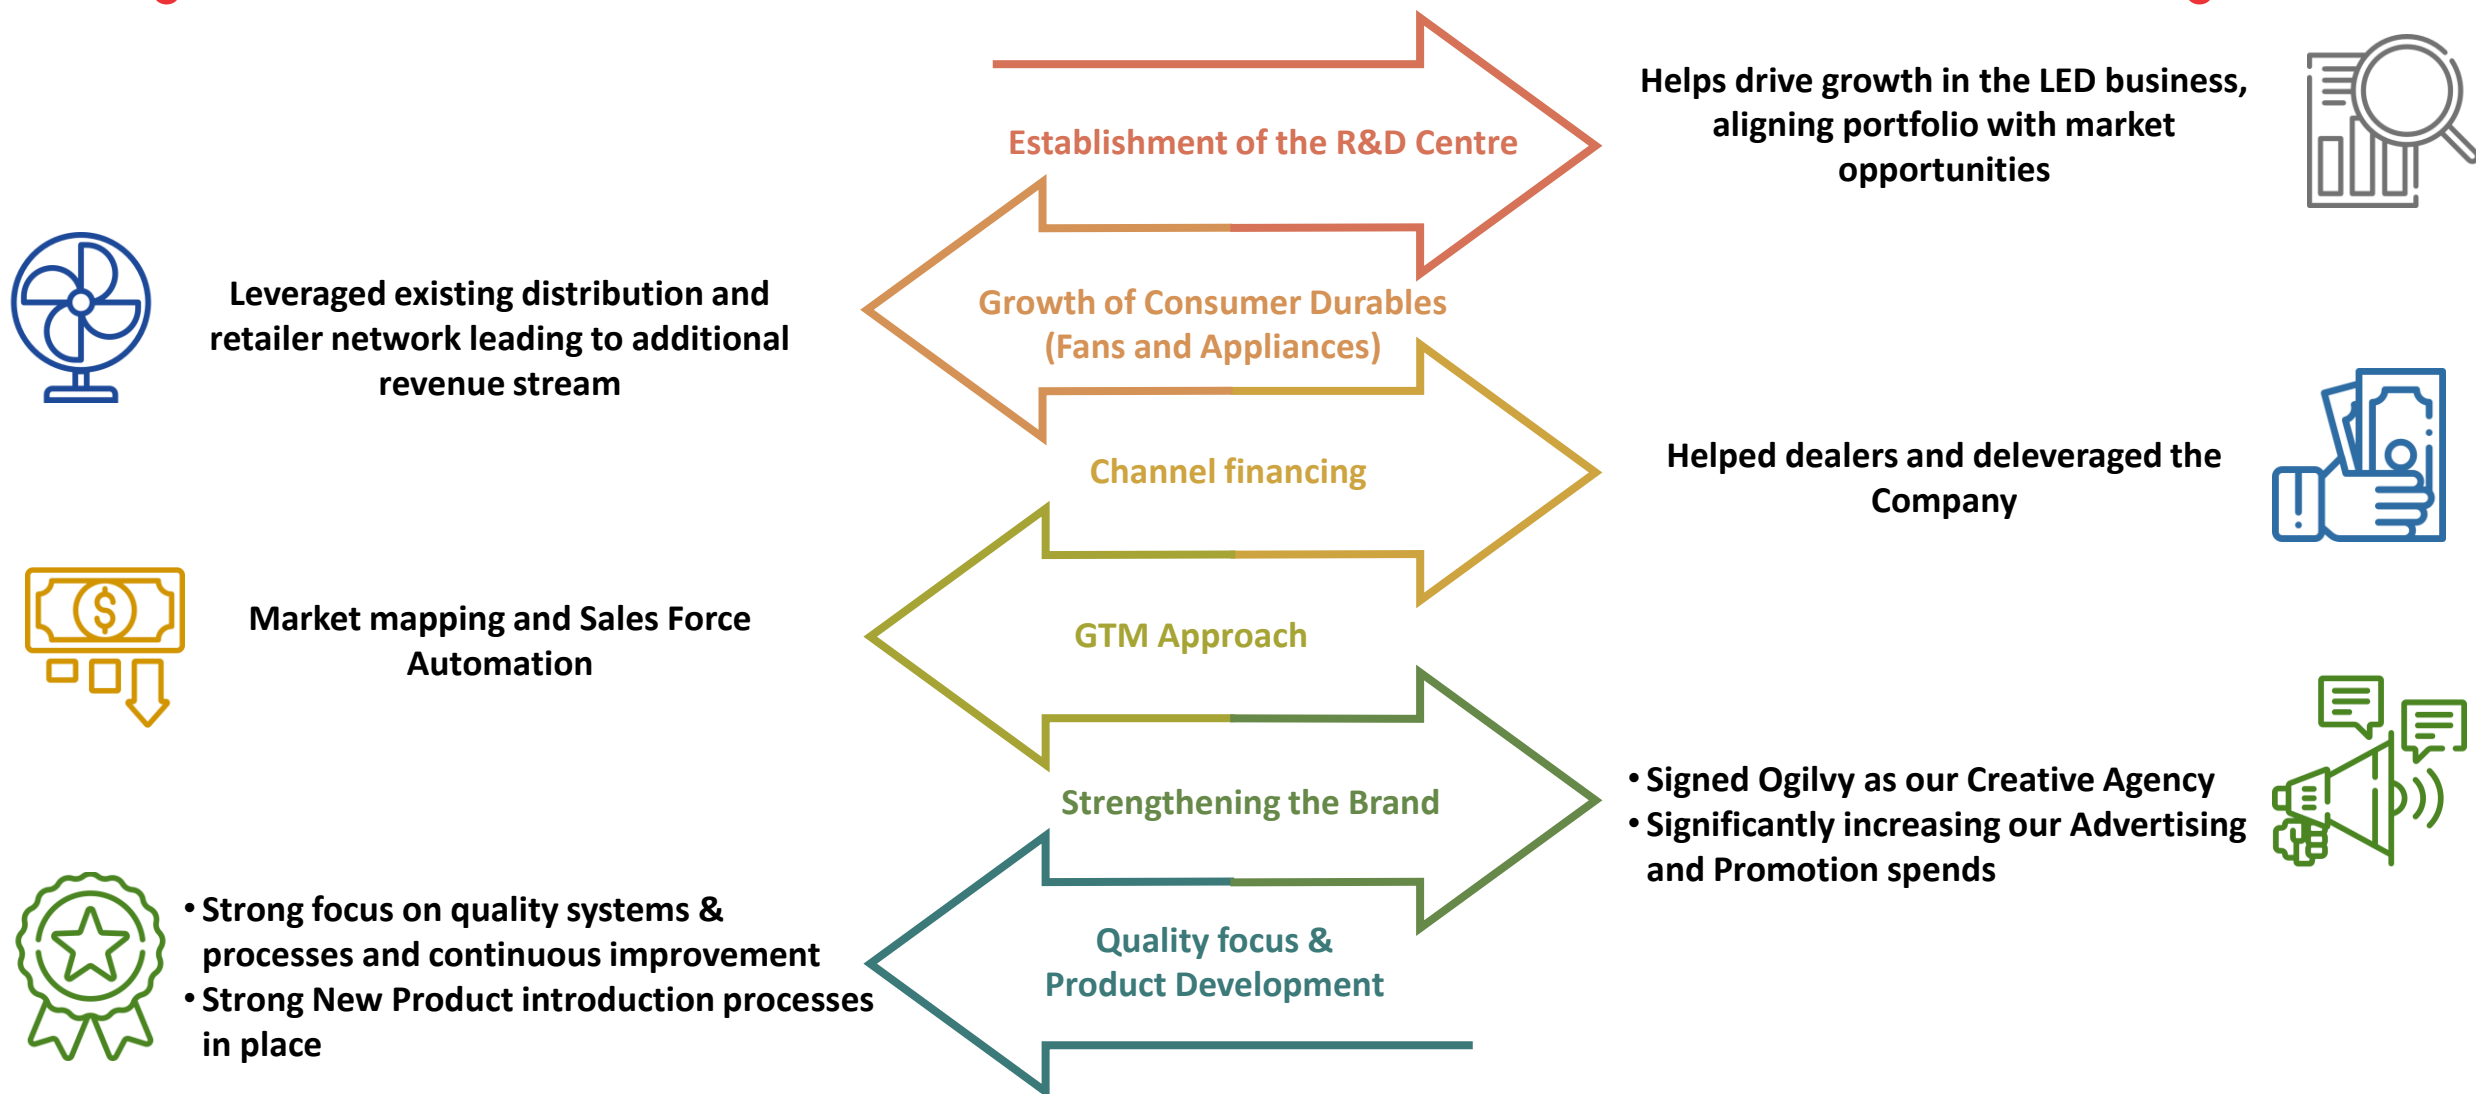 Establishment of the R&D Centre
Helps drive growth in the LED business,
aligning portfolio with market
opportunities
Growth of Consumer Durables
(Fans and Appliances)
Leveraged existing distribution and
retailer network leading to additional
revenue stream
Channel financing
Helped dealers and deleveraged the
Company
GTM Approach
Market mapping and Sales Force
Automation
Strengthening the Brand
• Signed Ogilvy as our Creative Agency
• Significantly increasing our Advertising
and Promotion spends
Quality focus &
Product Development
• Strong focus on quality systems &
processes and continuous improvement
• Strong New Product introduction processes
in place
$